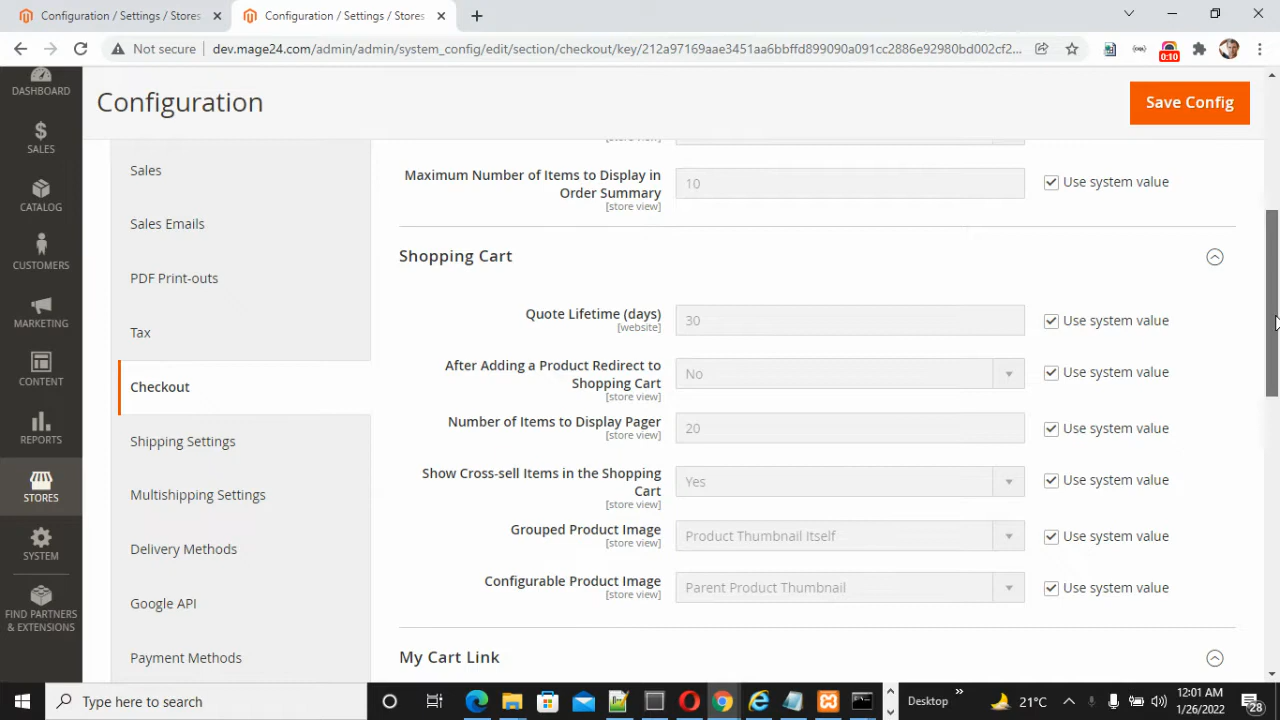 Configuration / Settings / Stores
Configuration / Settings / Stores
Not secure
dev.mage24.com/admin/admin/system_config/edit/section/checkout/key/212a97169aae3451aa6bbffd899090a091cc2886e92980bd002cf2...
0:10
DASHBOARD
SALES
CATALOG
CUSTOMERS
MARKETING
CONTENT
REPORTS
STORES
SYSTEM
FIND PARTNERS
& EXTENSIONS
Configuration
Save Config
Sales
Sales Emails
PDF Print-outs
Tax
Checkout
Shipping Settings
Multishipping Settings
Delivery Methods
Google API
Payment Methods
[store view]
Maximum Number of Items to Display in
Order Summary
[store view]
10
Use system value
Shopping Cart
Quote Lifetime (days)
[website]
30
Use system value
After Adding a Product Redirect to
Shopping Cart
[store view]
No
Use system value
Number of Items to Display Pager
[store view]
20
Use system value
Show Cross-sell Items in the Shopping
Cart
[store view]
Yes
Use system value
Grouped Product Image
[store view]
Product Thumbnail Itself
Use system value
Configurable Product Image
[store view]
Parent Product Thumbnail
Use system value
My Cart Link
Type here to search
Desktop
21°C
12:01 AM
1/26/2022
28